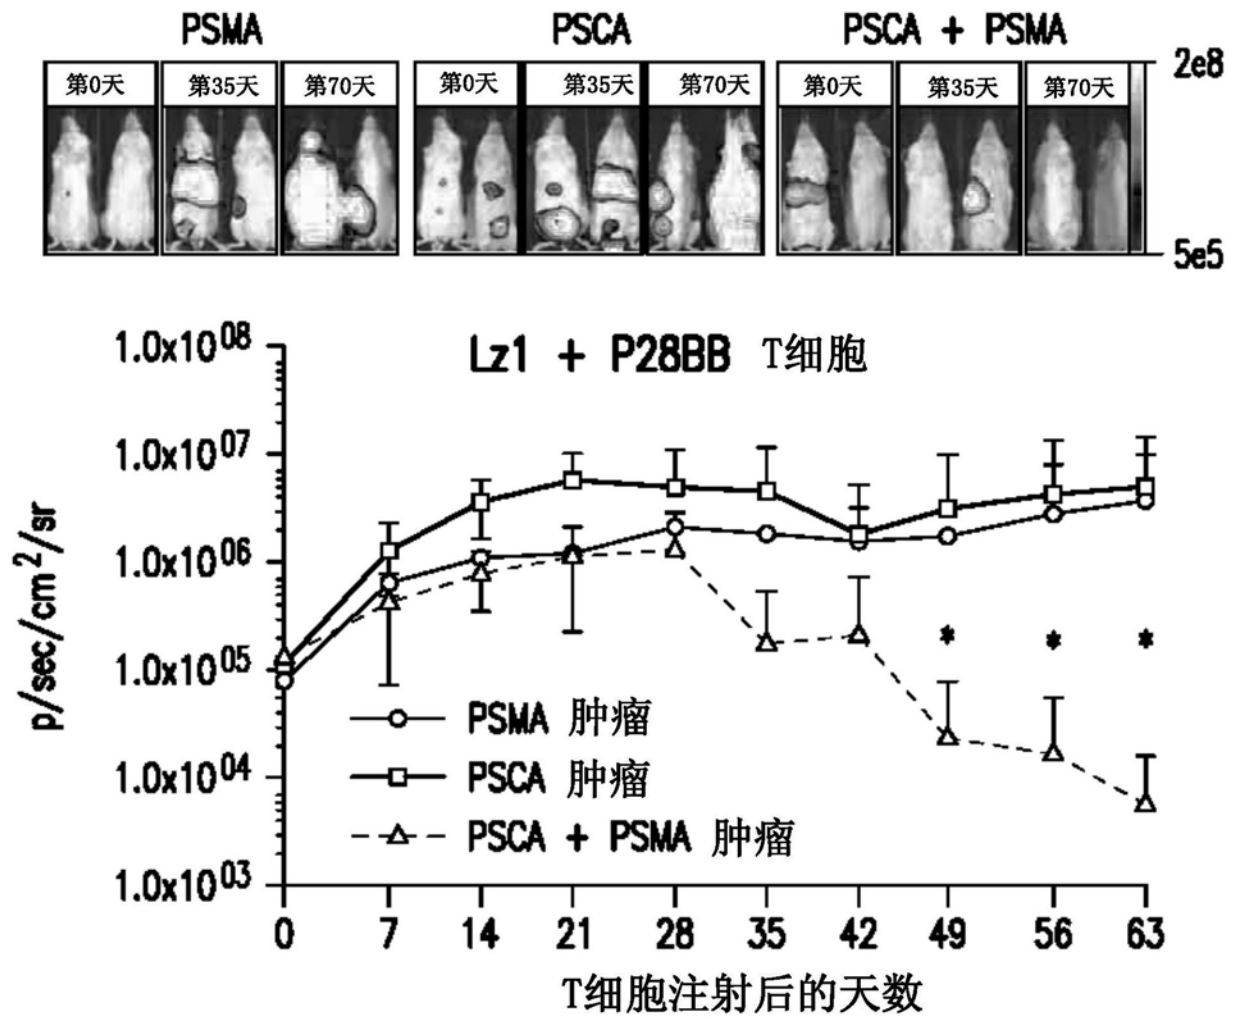 PSMA PSCA PSCA + PSMA
第0天 第35天 第70天 第0天 第35天 第70天 第0天 第35天 第70天
2e8
5e5
Lz1 + P28BB T细胞
1.0x10^08
1.0x10^07
1.0x10^06
1.0x10^05
1.0x10^04
1.0x10^03
p/sec/cm^2/sr
* * *
PSMA 肿瘤
PSCA 肿瘤
PSCA + PSMA 肿瘤
0 7 14 21 28 35 42 49 56 63
T细胞注射后的天数